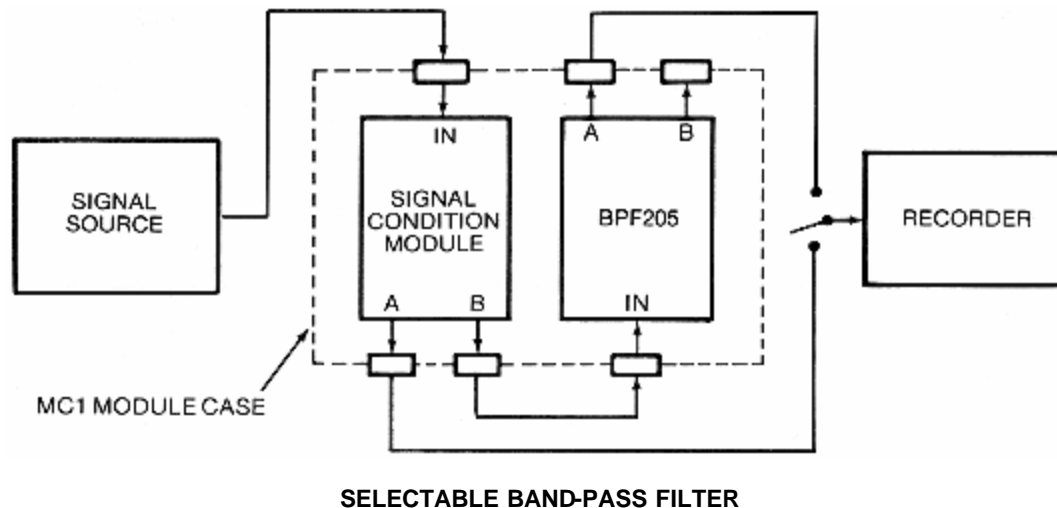 SIGNAL
SOURCE
IN
SIGNAL
CONDITION
MODULE
A
B
A
B
BPF205
IN
RECORDER
MC1 MODULE CASE
SELECTABLE BAND-PASS FILTER